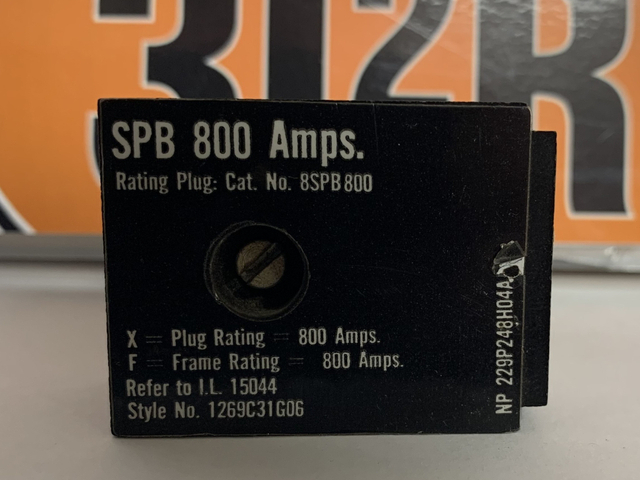 312R
SPB 800 Amps.
Rating Plug: Cat. No. 8SPB800
X = Plug Rating = 800 Amps.
F = Frame Rating = 800 Amps.
Refer to I.L. 15044
Style No. 1269C31G06
NP 229P248H04A